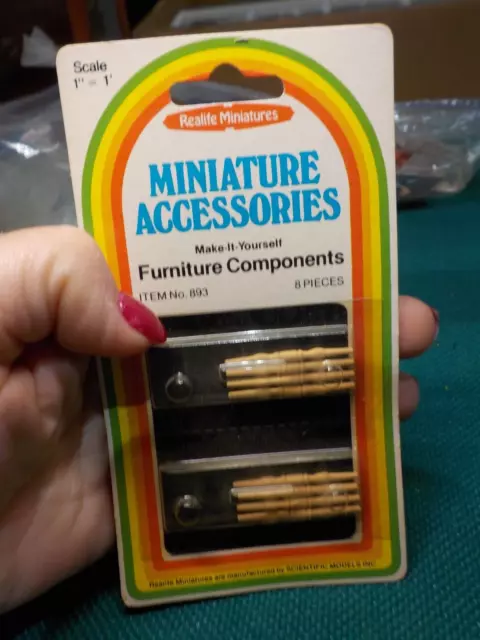 Scale
1" - 1'
Realife Miniatures
MINIATURE
ACCESSORIES
Make-It-Yourself
Furniture Components
ITEM No. 893 8 PIECES
Realife Miniatures are manufactured by SCIENTIFIC MODELS INC.